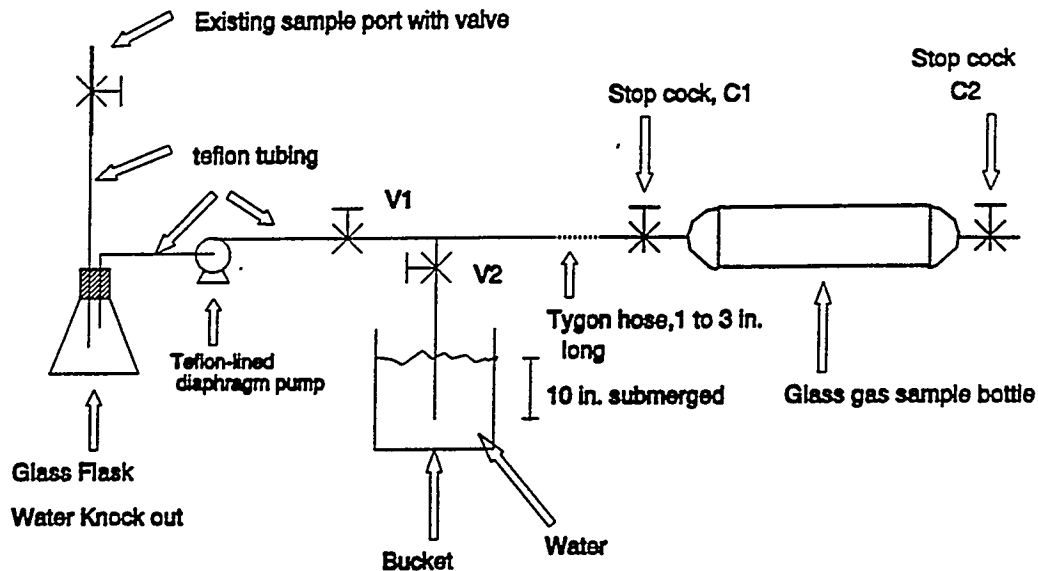 Existing sample port with valve
Stop cock
C2
Stop cock, C1
teflon tubing
V1
V2
Tygon hose,1 to 3 in.
long
Teflon-lined
diaphragm pump
10 in. submerged
Glass gas sample bottle
Glass Flask
Water Knock out
Water
Bucket